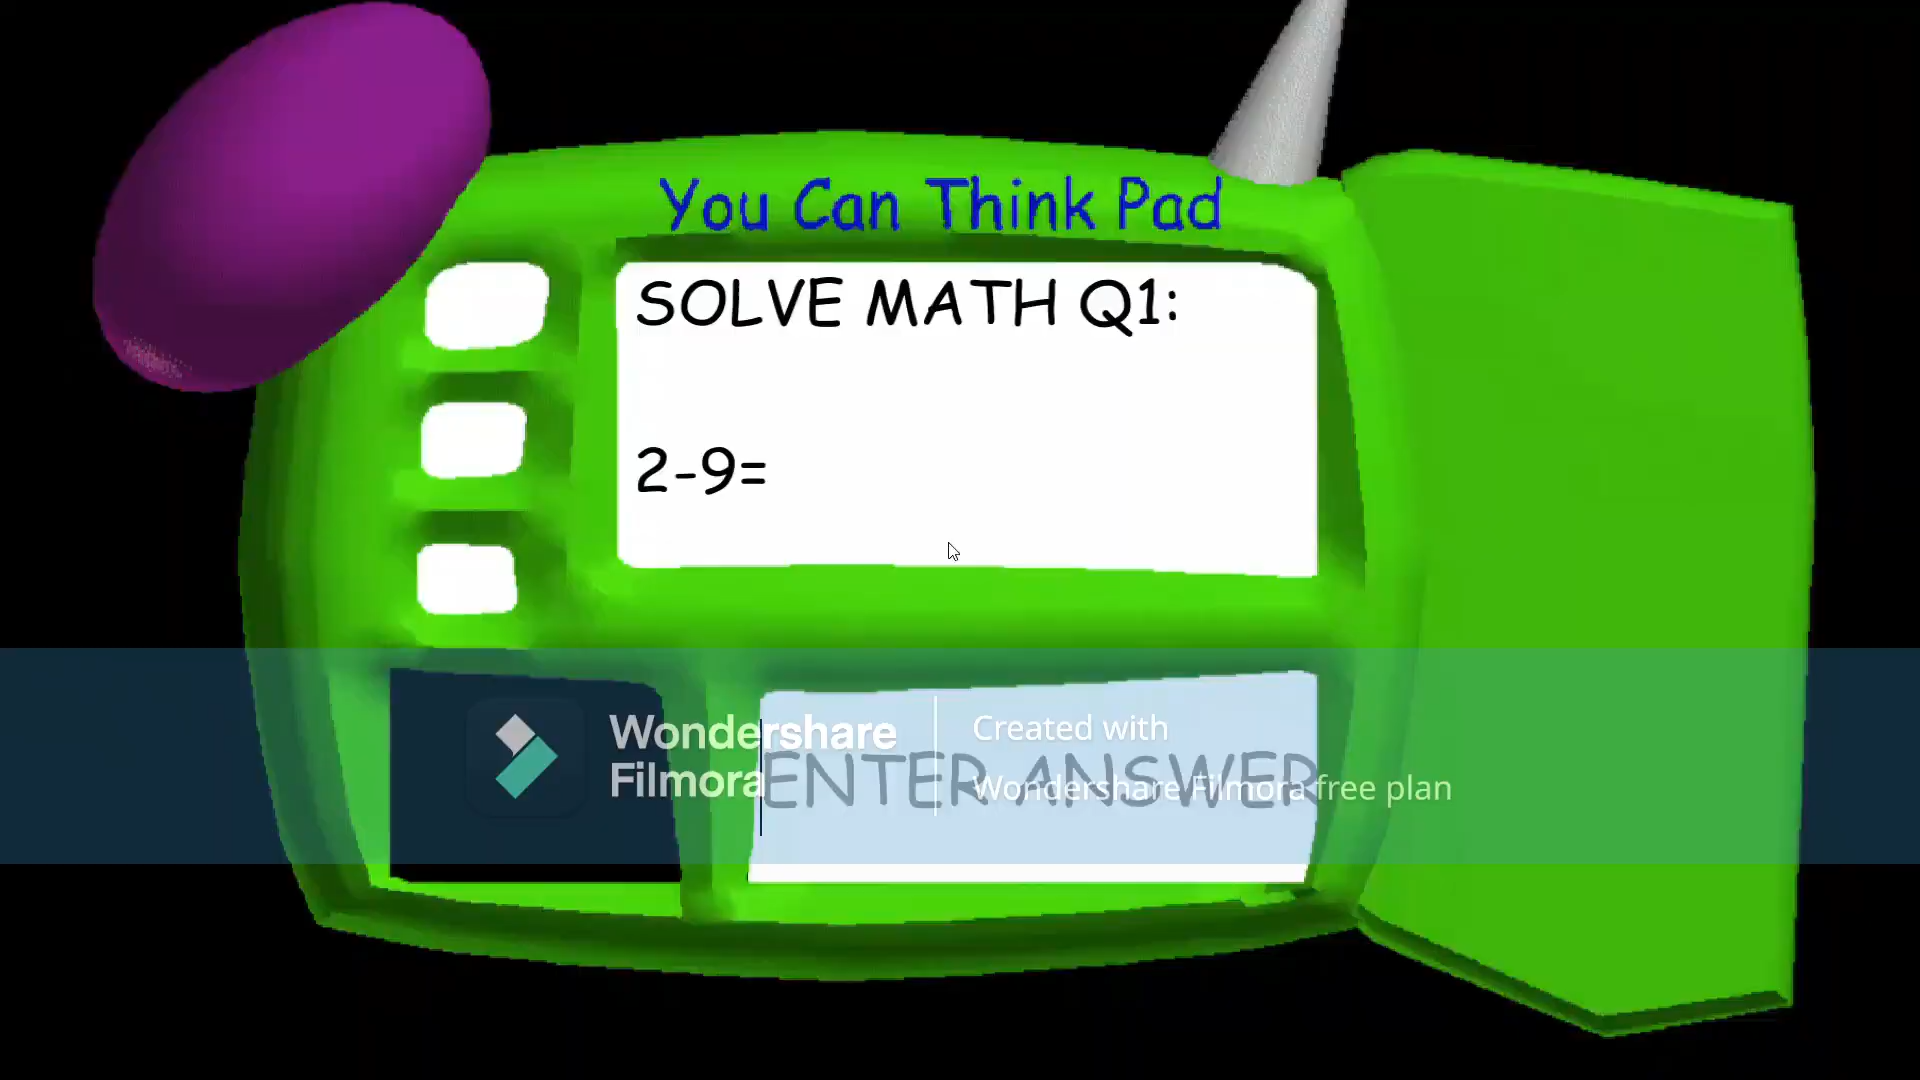 You Can Think Pad
SOLVE MATH Q1:
2-9=
Wondershare
Filmora
Created with
Wondershare Filmora free plan
ENTER ANSWER